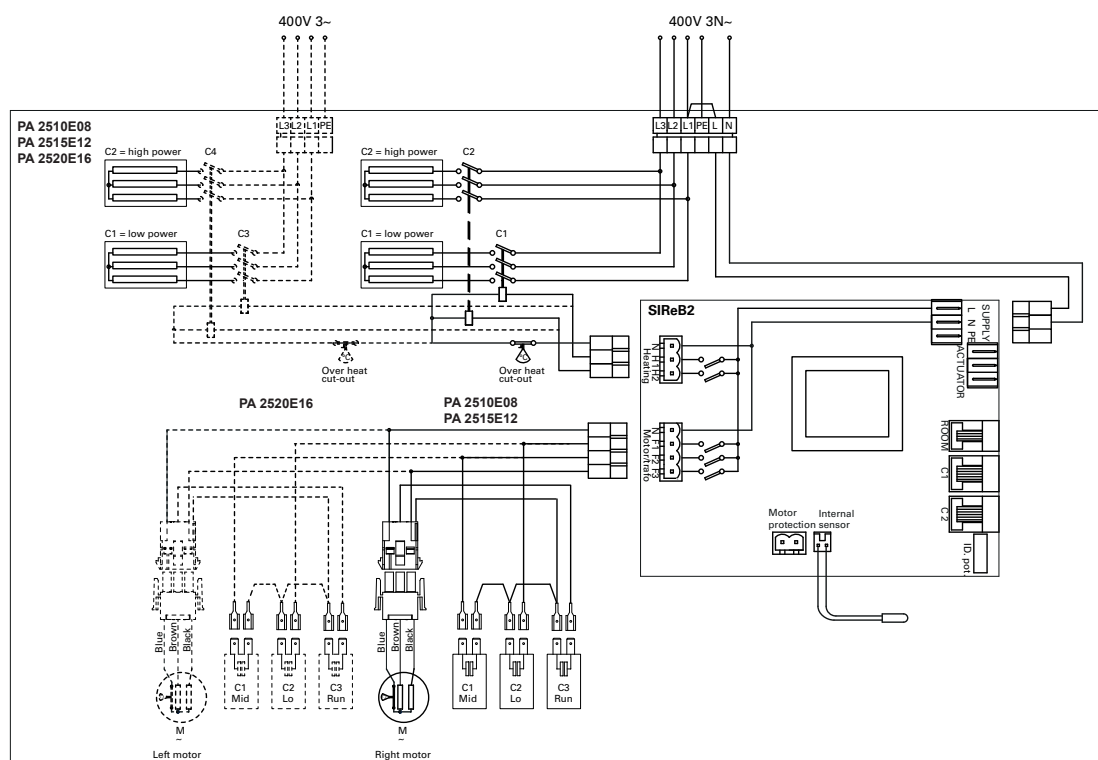 400V 3~
400V 3N~
PA 2510E08
PA 2515E12
PA 2520E16
L3 L2 L1 PE
L3 L2 L1 PE L N
C2 = high power
C4
C2 = high power
C2
C1 = low power
C3
C1 = low power
C1
°C
Over heat
cut-out
°C
Over heat
cut-out
SIReB2
L N PE
SUPPLY
ACTUATOR
N H1 H2
Heating
N F1 F2 F3
Motor/trafo
ROOM
C1
C2
ID. pot.
Motor
protection
Internal
sensor
PA 2520E16
PA 2510E08
PA 2515E12
Blue
Brown
Black
C1
Mid
C2
Lo
C3
Run
M
~
Left motor
Blue
Brown
Black
C1
Mid
C2
Lo
C3
Run
M
~
Right motor